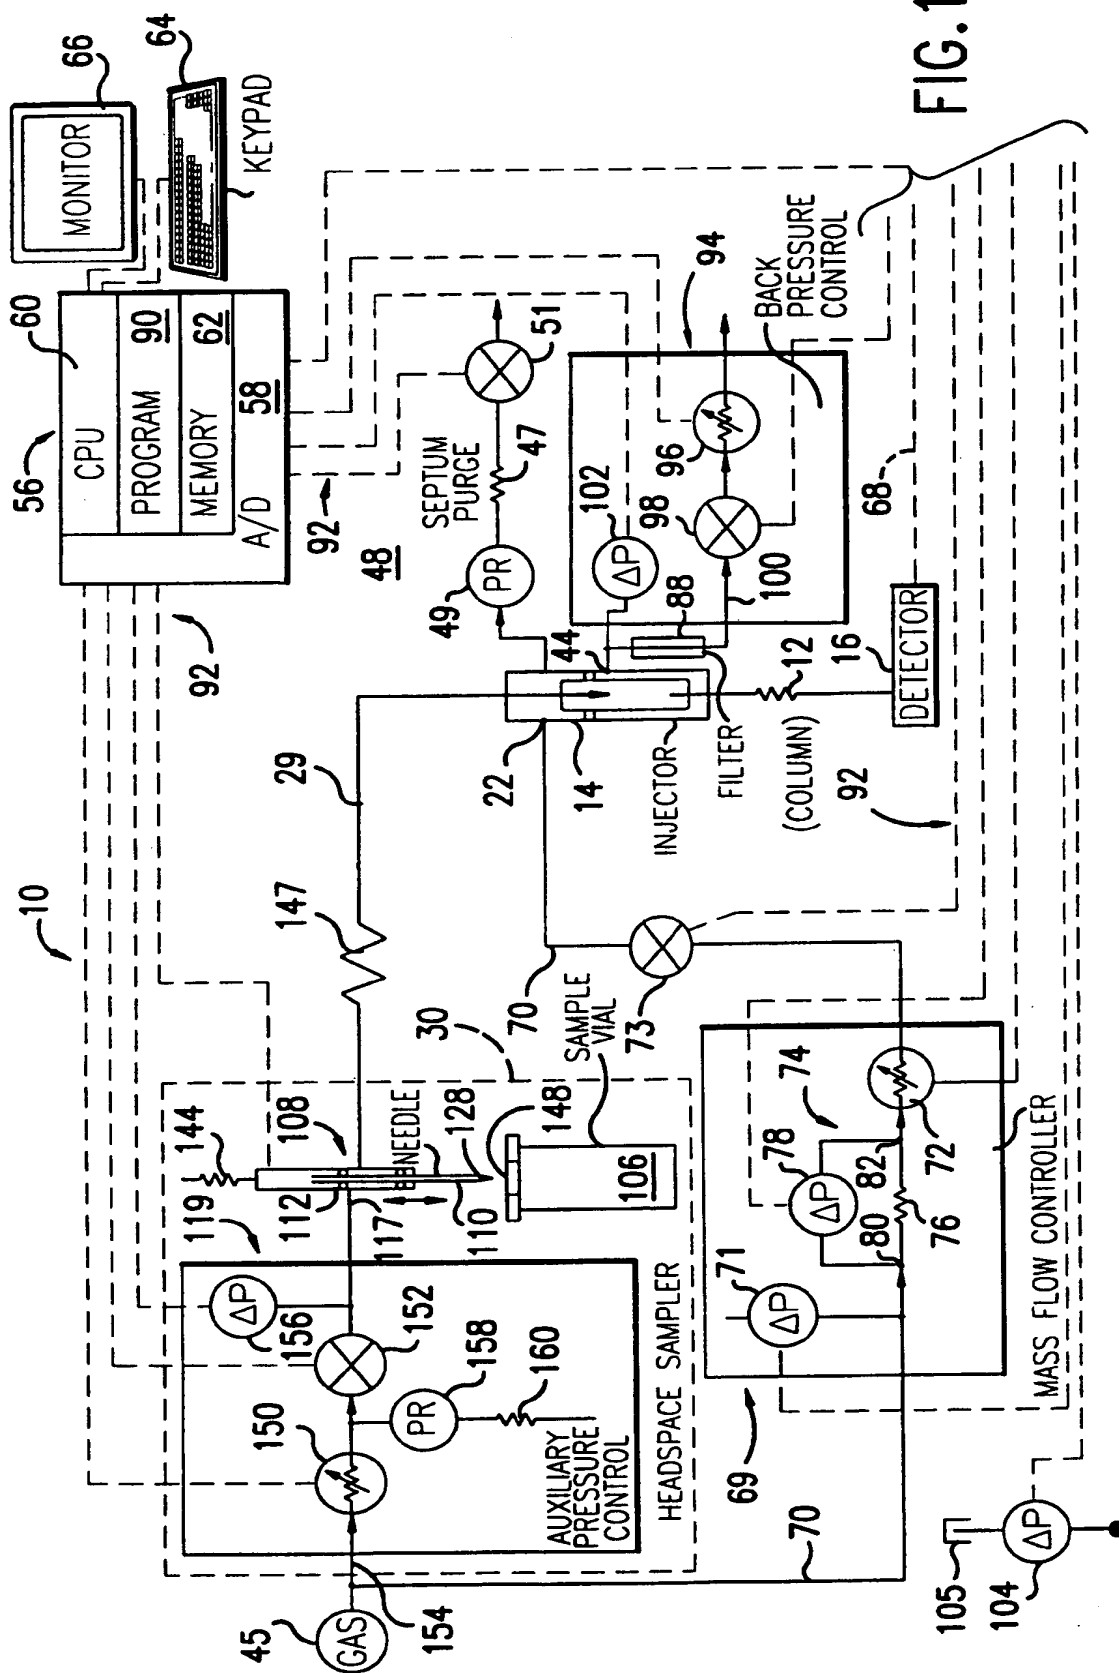 FIG. 1
10
56
60
CPU
PROGRAM 90
MEMORY 62
A/D 58
66
MONITOR
64
KEYPAD
92
92
48
SEPTUM
PURGE
49
PR
47
51
29
147
144
119
108
112
117
NEEDLE
128
110
148
30
106
SAMPLE
VIAL
70
73
45
GAS
154
150
152
ΔP
156
PR
158
160
AUXILIARY
PRESSURE
CONTROL
HEADSPACE SAMPLER
22
14
44
INJECTOR
FILTER
88
100
98
96
102
ΔP
94
BACK
PRESSURE
CONTROL
12
(COLUMN)
16
DETECTOR
68
92
69
71
ΔP
78
ΔP
74
80
82
76
72
MASS FLOW CONTROLLER
70
105
104
ΔP